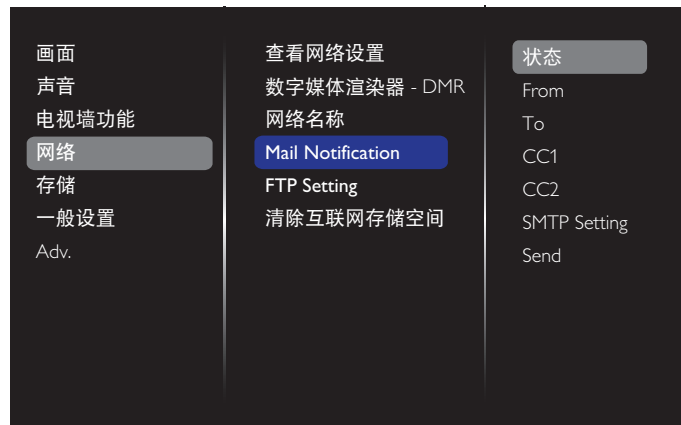 画面
声音
电视墙功能
网络
存储
一般设置
Adv.
查看网络设置
数字媒体渲染器 - DMR
网络名称
Mail Notification
FTP Setting
清除互联网存储空间
状态
From
To
CC1
CC2
SMTP Setting
Send